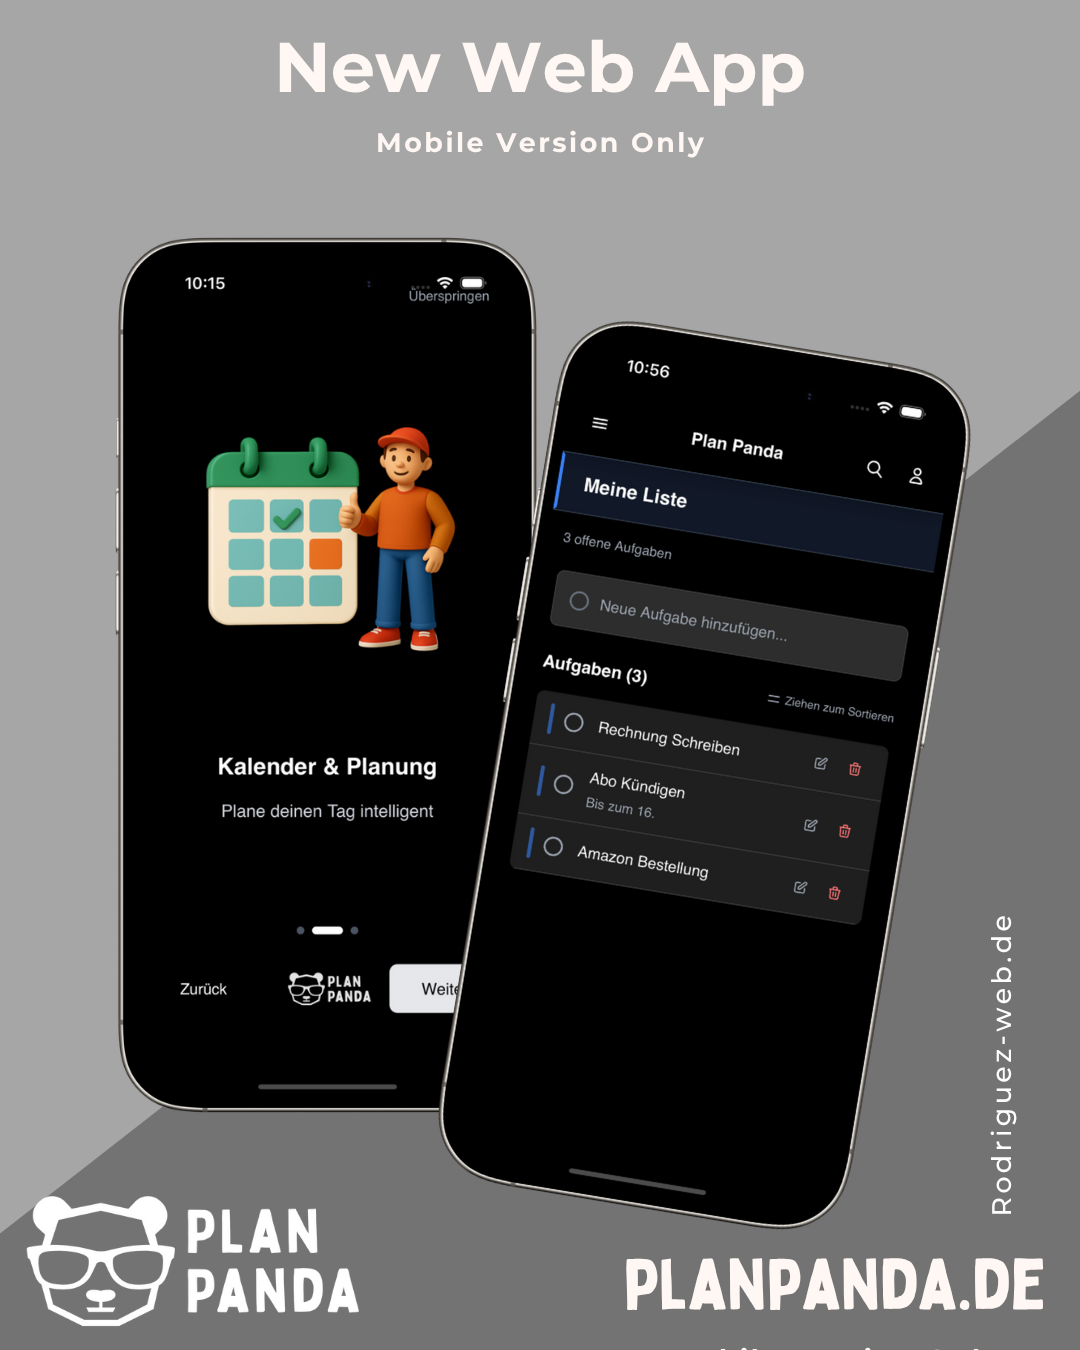 New Web App
Mobile Version Only
10:15
Überspringen
Kalender & Planung
Plane deinen Tag intelligent
Zurück
PLAN
PANDA
Weite
10:56
Plan Panda
Meine Liste
3 offene Aufgaben
Neue Aufgabe hinzufügen...
Aufgaben (3)
Ziehen zum Sortieren
Rechnung Schreiben
Abo Kündigen
Bis zum 16.
Amazon Bestellung
Rodriguez-web.de
PLAN
PANDA
PLANPANDA.DE